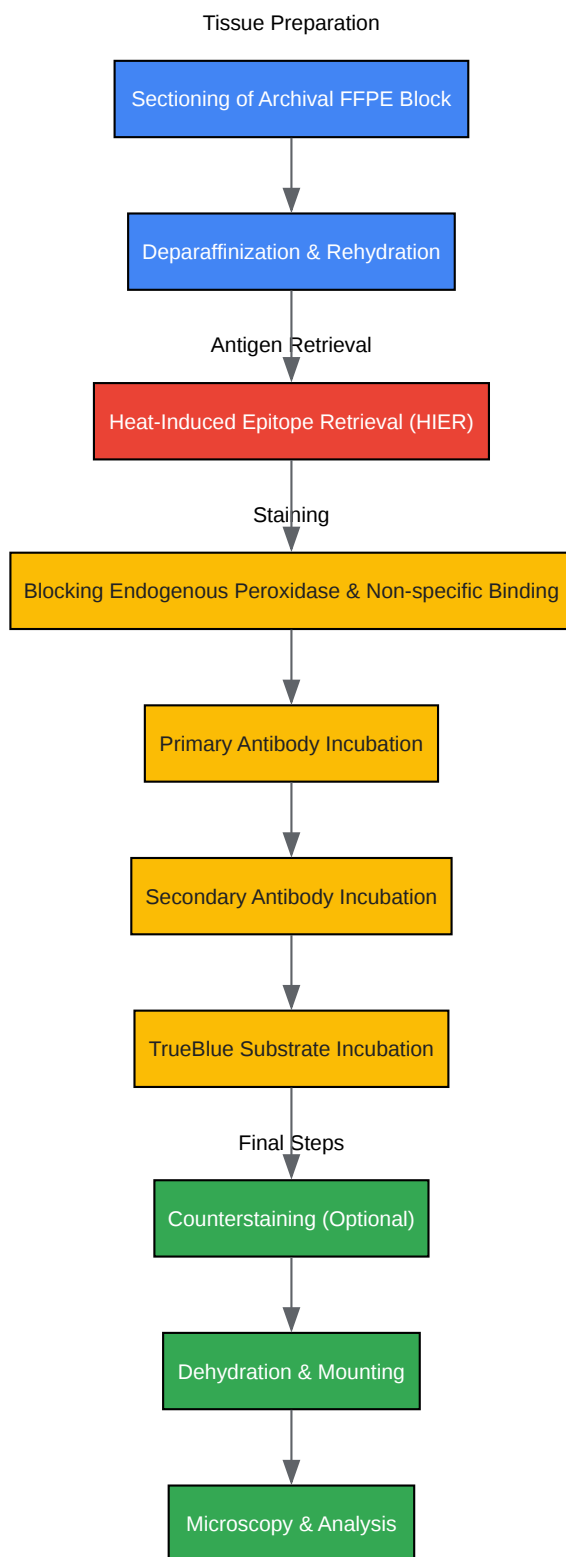 Tissue Preparation
Sectioning of Archival FFPE Block
Deparaffinization & Rehydration
Antigen Retrieval
Heat-Induced Epitope Retrieval (HIER)
Staining
Blocking Endogenous Peroxidase & Non-specific Binding
Primary Antibody Incubation
Secondary Antibody Incubation
TrueBlue Substrate Incubation
Final Steps
Counterstaining (Optional)
Dehydration & Mounting
Microscopy & Analysis